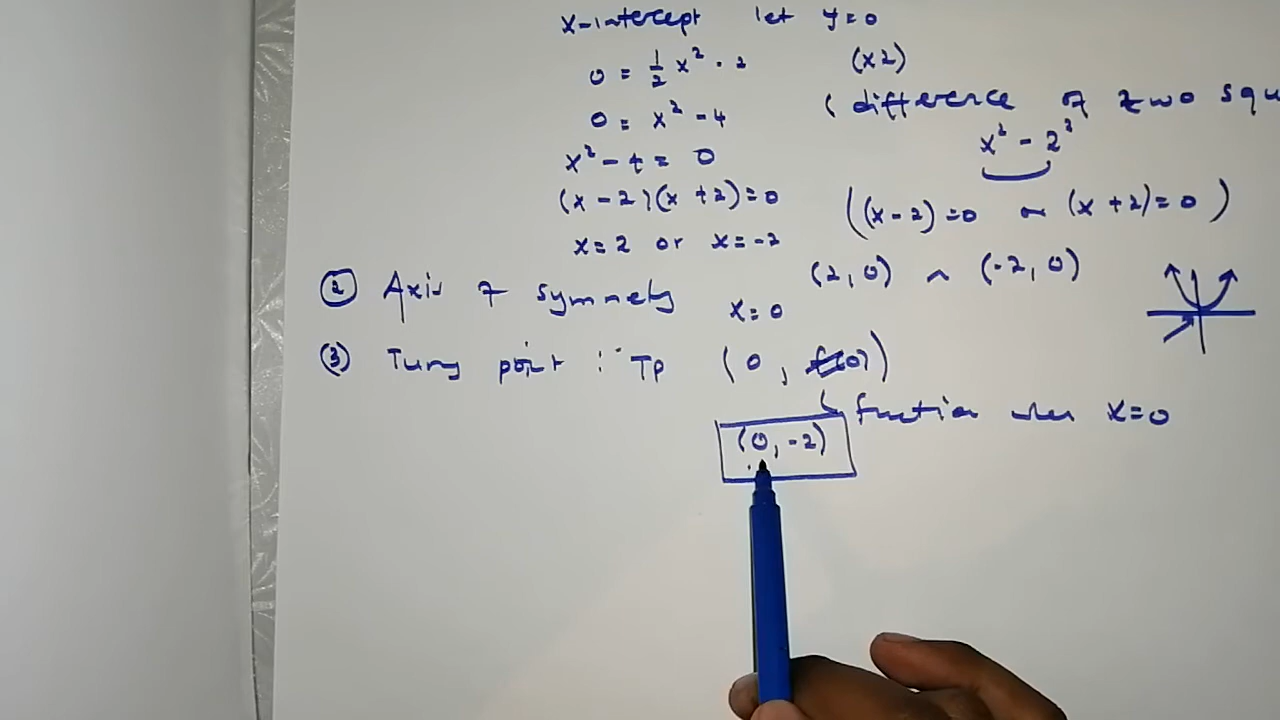 x-intercept let y=0
0 = 1/2 x² - 2 (x2)
0 = x² - 4 (difference of two squ
x² - 4 = 0 x² - 2²
(x - 2)(x + 2) = 0 ((x - 2) = 0 or (x + 2) = 0)
x = 2 or x = -2
(2, 0) (-2, 0)
② Axis of symmety x = 0
③ Turng point : TP (0, f(0))
function when x = 0
(0, -2)